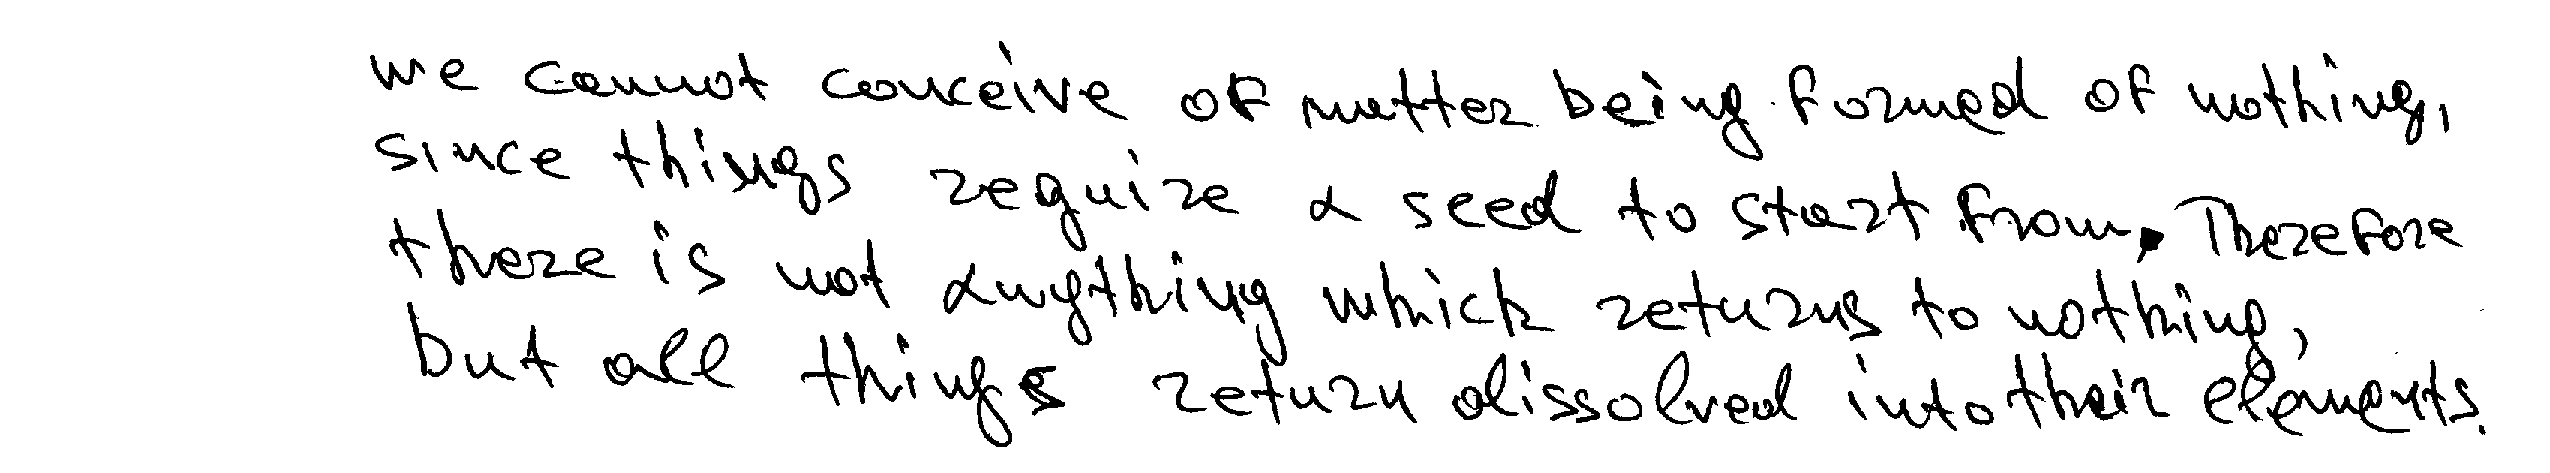 we cannot conceive of matter being formed of nothing,
since things require a seed to start from. Therefore
there is not anything which returns to nothing,
but all things return dissolved into their elements.